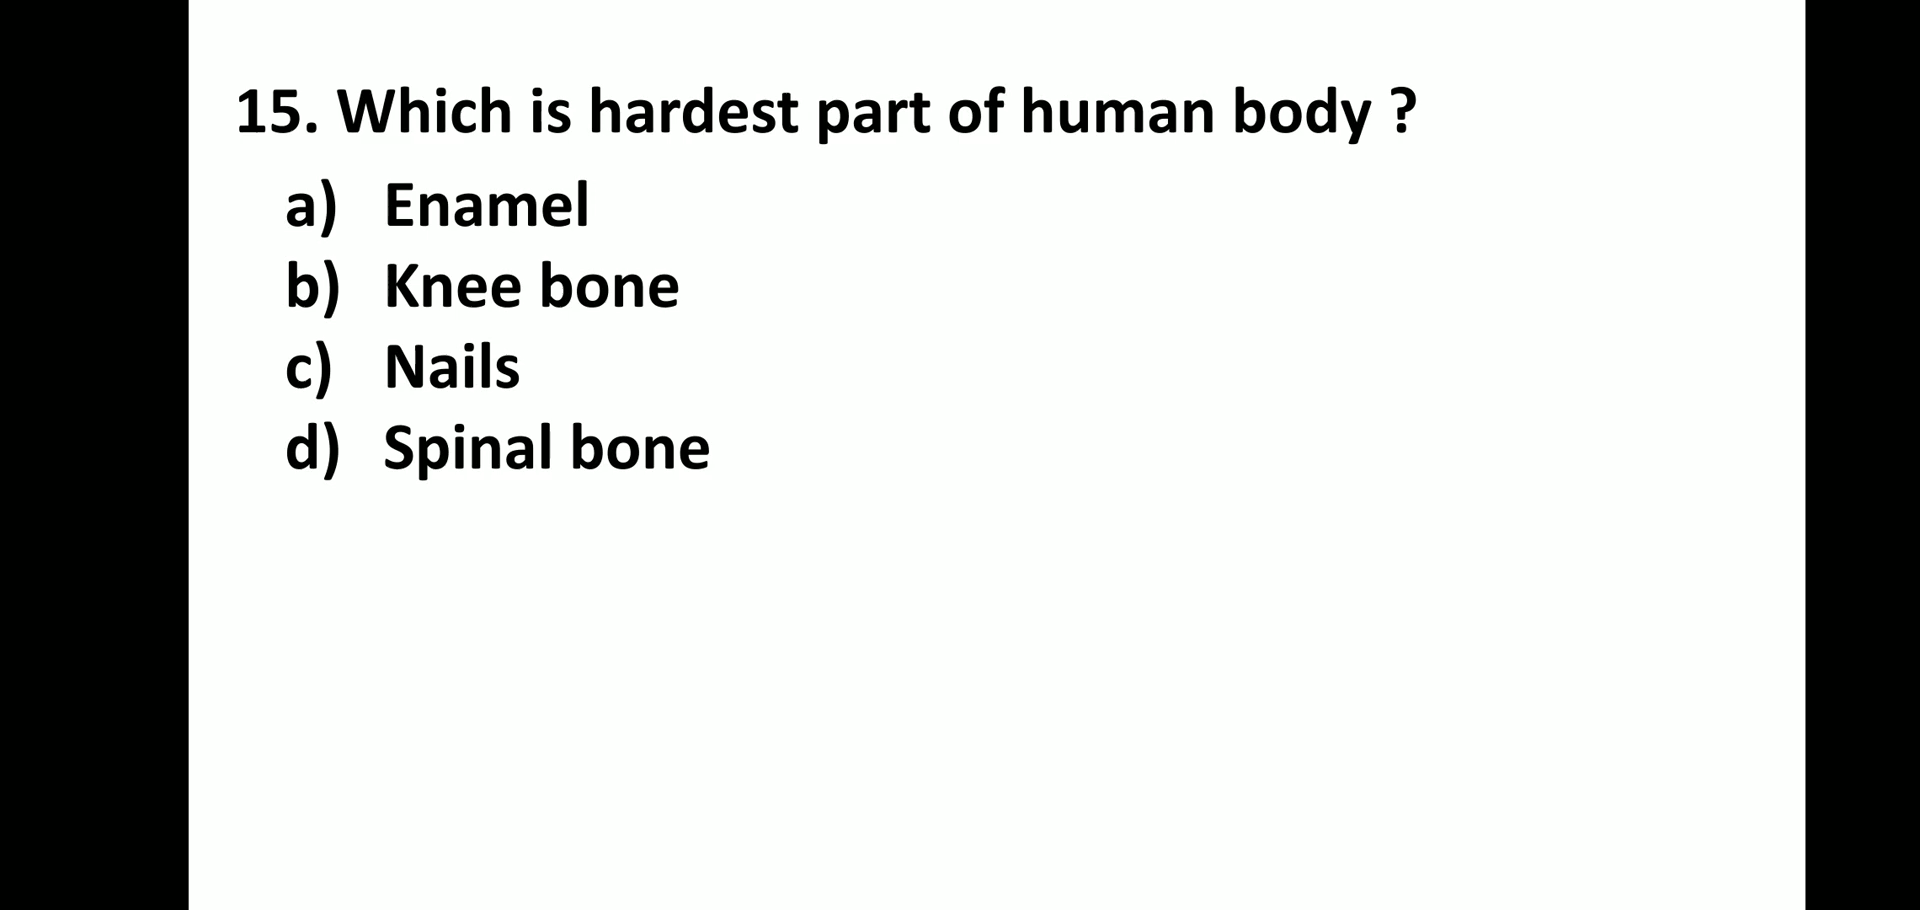 15. Which is hardest part of human body ?
a) Enamel
b) Knee bone
c) Nails
d) Spinal bone